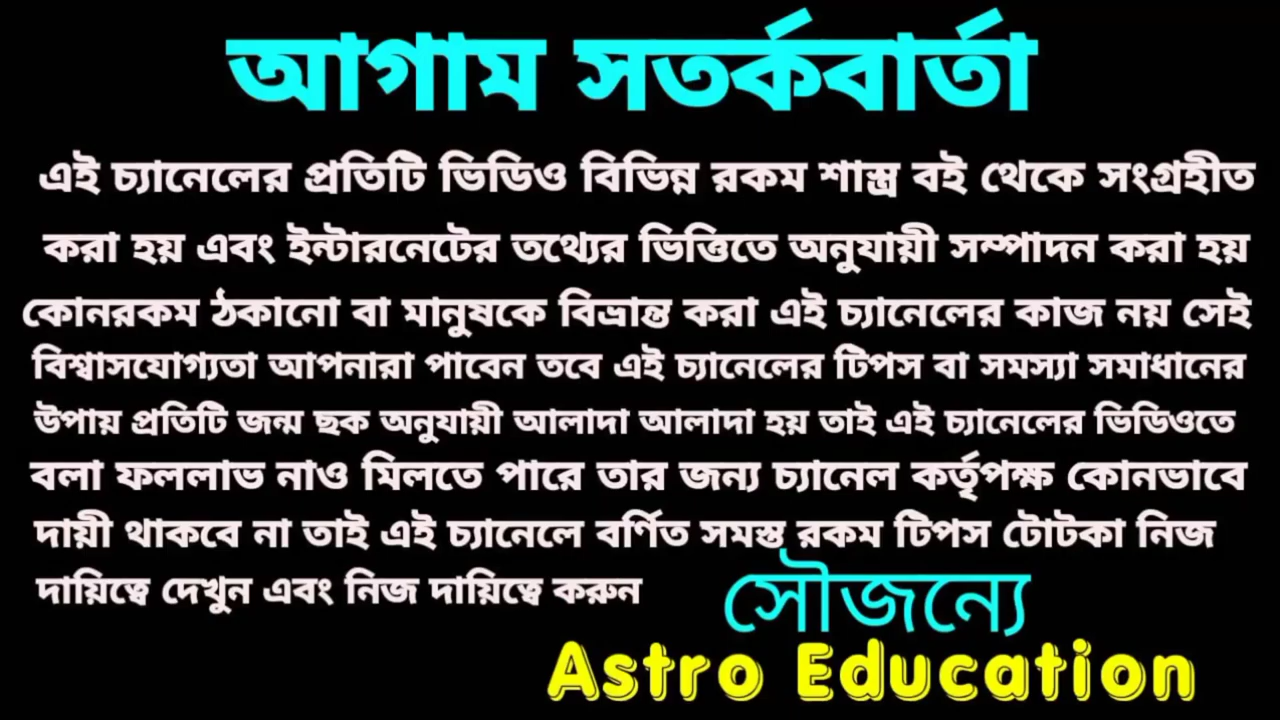 আগাম সতর্কবার্তা
এই চ্যানেলের প্রতিটি ভিডিও বিভিন্ন রকম শাস্ত্র বই থেকে সংগ্রহীত
করা হয় এবং ইন্টারনেটের তথ্যের ভিত্তিতে অনুযায়ী সম্পাদন করা হয়
কোনরকম ঠকানো বা মানুষকে বিভ্রান্ত করা এই চ্যানেলের কাজ নয় সেই
বিশ্বাসযোগ্যতা আপনারা পাবেন তবে এই চ্যানেলের টিপস বা সমস্যা সমাধানের
উপায় প্রতিটি জন্ম ছক অনুযায়ী আলাদা আলাদা হয় তাই এই চ্যানেলের ভিডিওতে
বলা ফললাভ নাও মিলতে পারে তার জন্য চ্যানেল কর্তৃপক্ষ কোনভাবে
দায়ী থাকবে না তাই এই চ্যানেলে বর্ণিত সমস্ত রকম টিপস টোটকা নিজ
দায়িত্বে দেখুন এবং নিজ দায়িত্বে করুন
সৌজন্যে
Astro Education